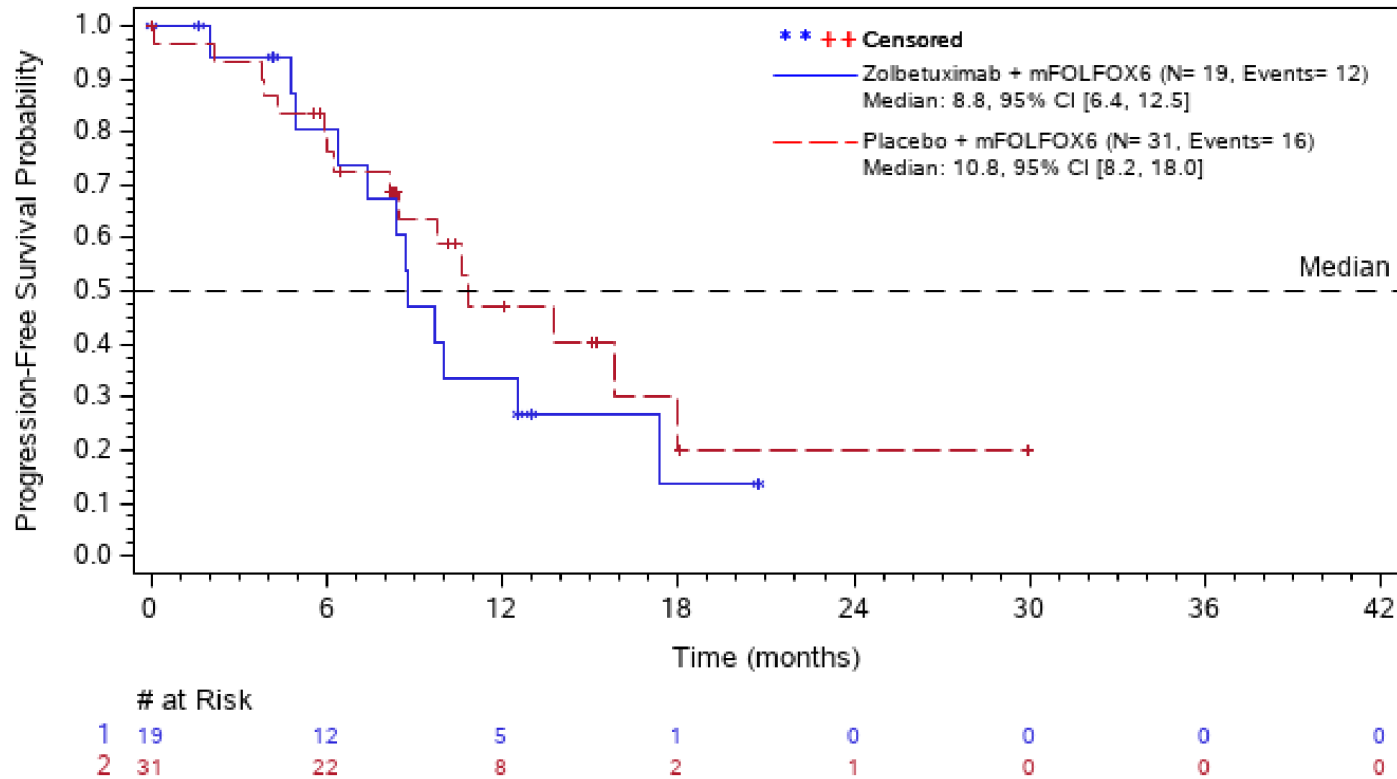 Progression-Free Survival Probability
1.0
0.9
0.8
0.7
0.6
0.5
0.4
0.3
0.2
0.1
0.0
** ++ Censored
Zolbetuximab + mFOLFOX6 (N= 19, Events= 12)
Median: 8.8, 95% CI [6.4, 12.5]
Placebo + mFOLFOX6 (N= 31, Events= 16)
Median: 10.8, 95% CI [8.2, 18.0]
Median
0 6 12 18 24 30 36 42
Time (months)
# at Risk
1 19 12 5 1 0 0 0 0
2 31 22 8 2 1 0 0 0